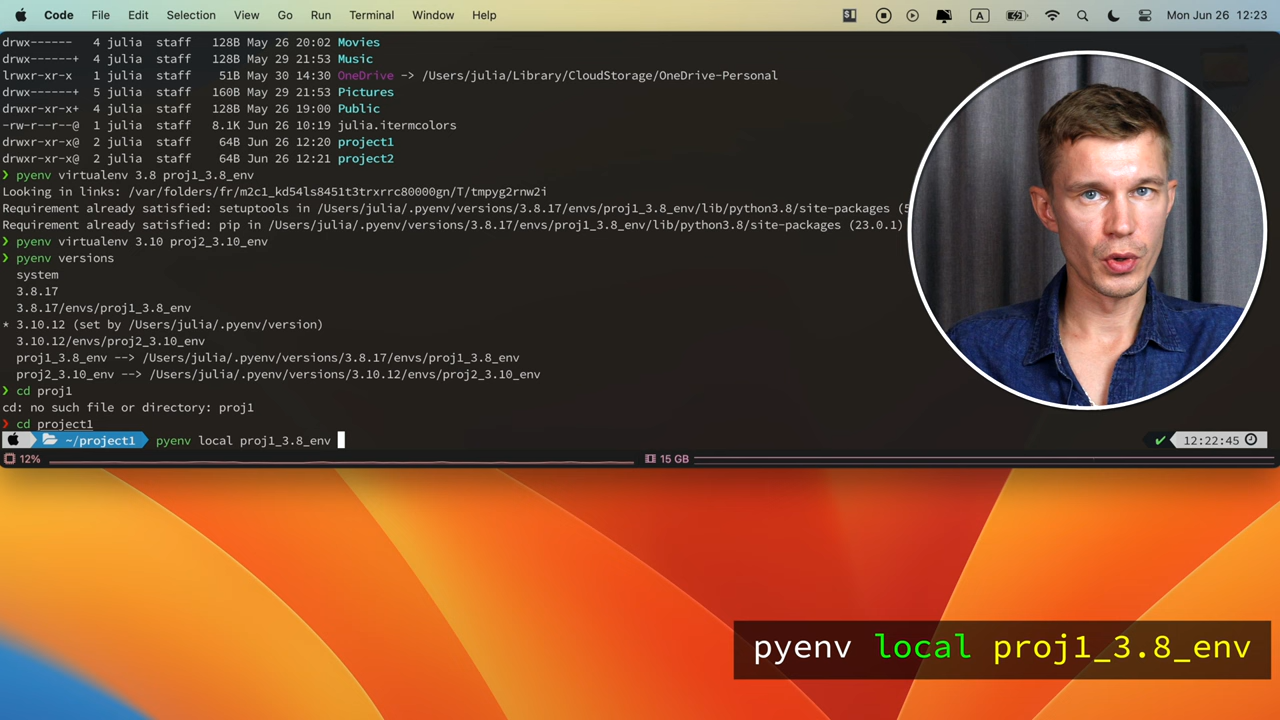 Code File Edit Selection View Go Run Terminal Window Help A Mon Jun 26 12:23
drwx------ 4 julia staff 128B May 26 20:02 Movies
drwx------+ 4 julia staff 128B May 29 21:53 Music
lrwxr-xr-x 1 julia staff 51B May 30 14:30 OneDrive -> /Users/julia/Library/CloudStorage/OneDrive-Personal
drwx------+ 5 julia staff 160B May 29 21:53 Pictures
drwxr-xr-x+ 4 julia staff 128B May 26 19:00 Public
-rw-r--r--@ 1 julia staff 8.1K Jun 26 10:19 julia.itermcolors
drwxr-xr-x@ 2 julia staff 64B Jun 26 12:20 project1
drwxr-xr-x@ 2 julia staff 64B Jun 26 12:21 project2
❯ pyenv virtualenv 3.8 proj1_3.8_env
Looking in links: /var/folders/fr/m2c1_kd54ls8451t3trxrrc80000gn/T/tmpyg2rnw2i
Requirement already satisfied: setuptools in /Users/julia/.pyenv/versions/3.8.17/envs/proj1_3.8_env/lib/python3.8/site-packages (5
Requirement already satisfied: pip in /Users/julia/.pyenv/versions/3.8.17/envs/proj1_3.8_env/lib/python3.8/site-packages (23.0.1)
❯ pyenv virtualenv 3.10 proj2_3.10_env
❯ pyenv versions
system
3.8.17
3.8.17/envs/proj1_3.8_env
* 3.10.12 (set by /Users/julia/.pyenv/version)
3.10.12/envs/proj2_3.10_env
proj1_3.8_env --> /Users/julia/.pyenv/versions/3.8.17/envs/proj1_3.8_env
proj2_3.10_env --> /Users/julia/.pyenv/versions/3.10.12/envs/proj2_3.10_env
❯ cd proj1
cd: no such file or directory: proj1
❯ cd project1
~/project1 pyenv local proj1_3.8_env ✔ 12:22:45
12% 15 GB
pyenv local proj1_3.8_env